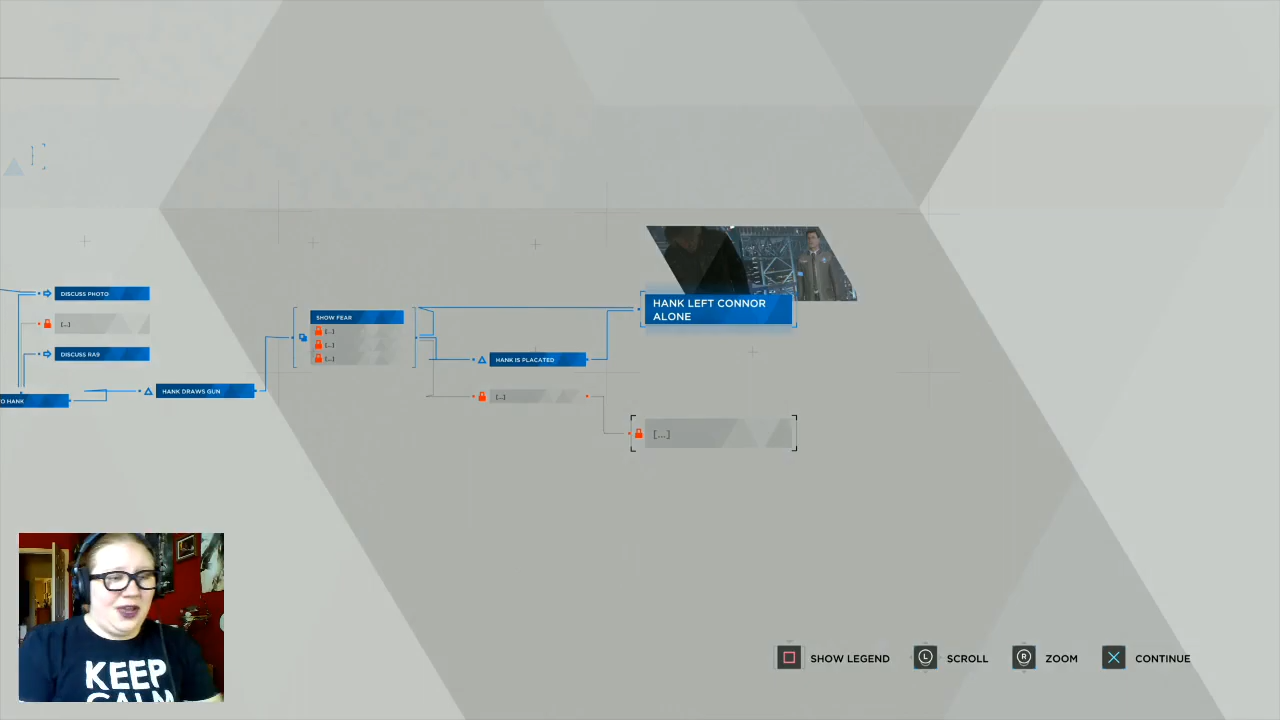 DISCUSS PHOTO
[...]
DISCUSS RA9
O HANK
HANK DRAWS GUN
SHOW FEAR
[...]
[...]
[...]
HANK IS PLACATED
[...]
HANK LEFT CONNOR
ALONE
[...]
KEEP
CALM
SHOW LEGEND
L
SCROLL
R
ZOOM
CONTINUE